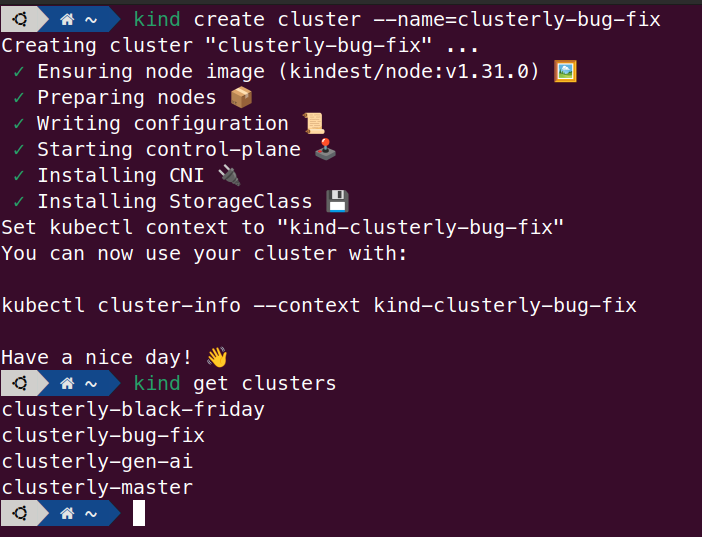 ~ kind create cluster --name=clusterly-bug-fix
Creating cluster "clusterly-bug-fix" ...
✓ Ensuring node image (kindest/node:v1.31.0) 🖼
✓ Preparing nodes 📦
✓ Writing configuration 📜
✓ Starting control-plane 🕹
✓ Installing CNI 🔌
✓ Installing StorageClass 💾
Set kubectl context to "kind-clusterly-bug-fix"
You can now use your cluster with:
kubectl cluster-info --context kind-clusterly-bug-fix
Have a nice day! 👋
~ kind get clusters
clusterly-black-friday
clusterly-bug-fix
clusterly-gen-ai
clusterly-master
~